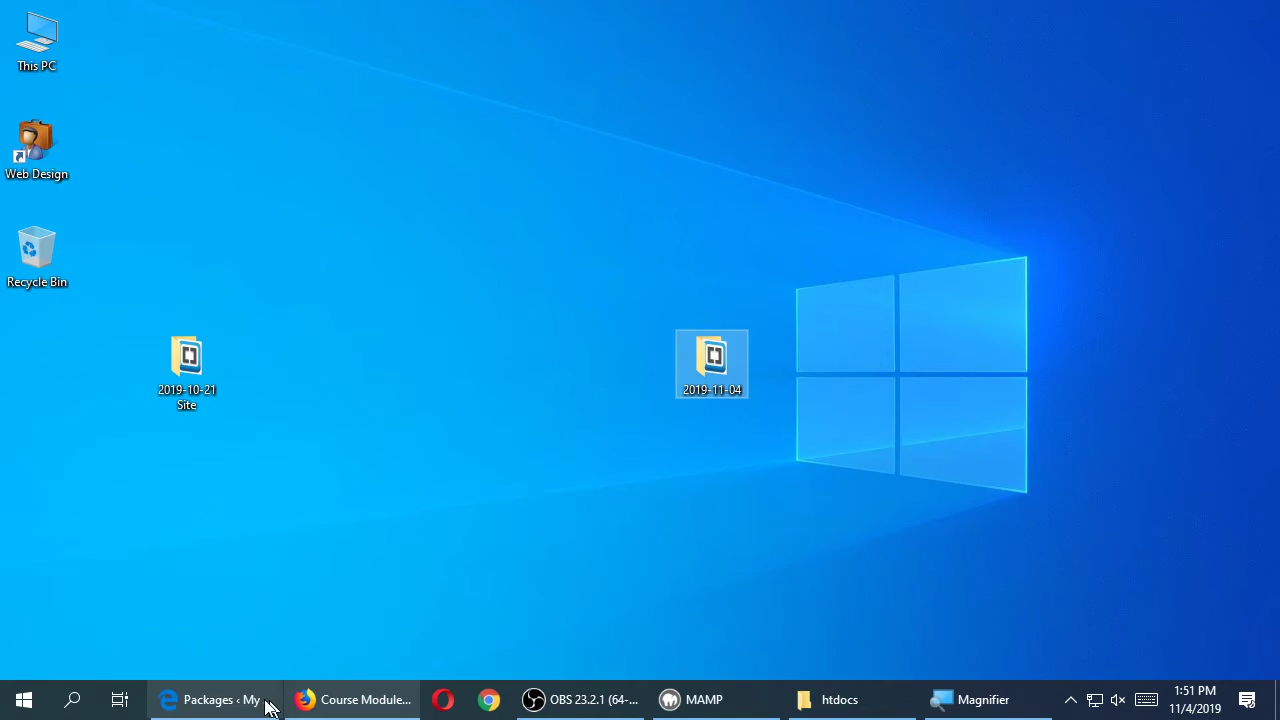 This PC
Web Design
Recycle Bin
2019-10-21
Site
2019-11-04
Packages ‹ My
Course Module...
OBS 23.2.1 (64-...
MAMP
htdocs
Magnifier
1:51 PM
11/4/2019